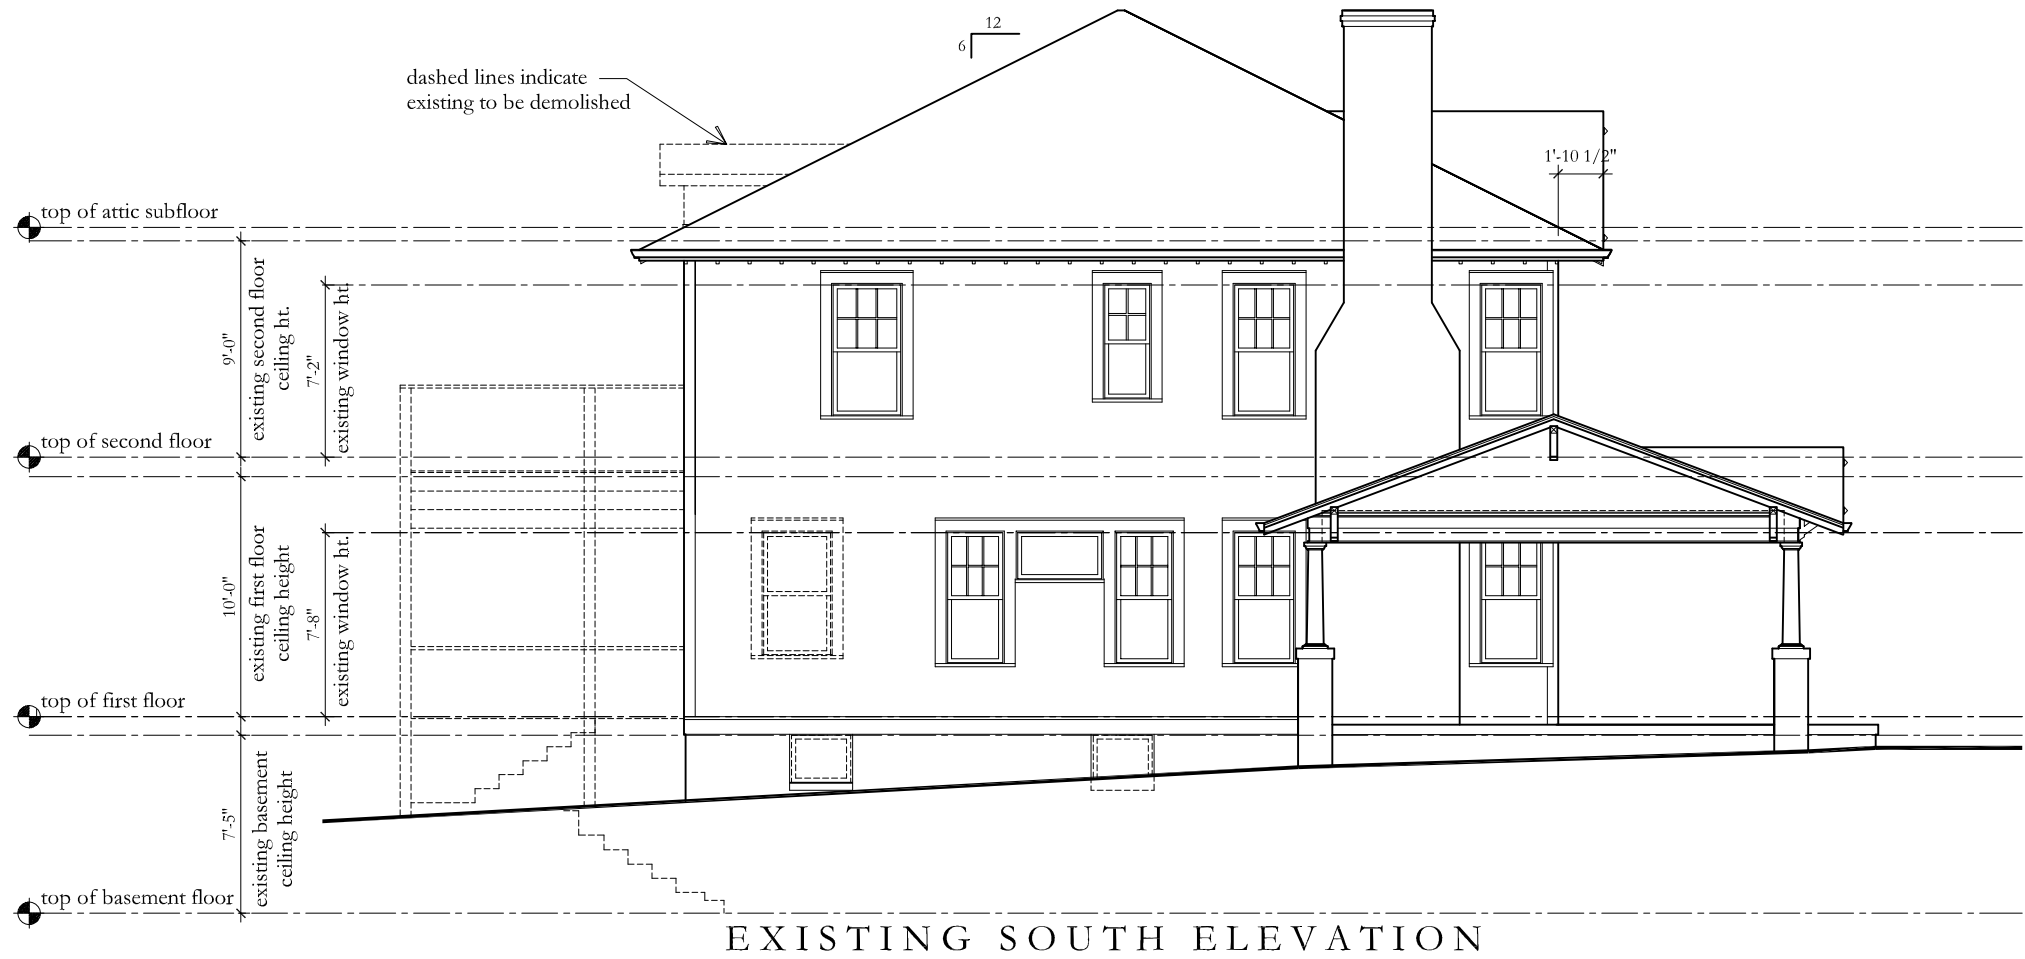 12
6
dashed lines indicate
existing to be demolished
1'-10 1/2"
top of attic subfloor
9'-0"
existing second floor
ceiling ht.
7'-2"
existing window ht.
top of second floor
10'-0"
existing first floor
ceiling height
7'-8"
existing window ht.
top of first floor
7'-5"
existing basement
ceiling height
top of basement floor
EXISTING SOUTH ELEVATION